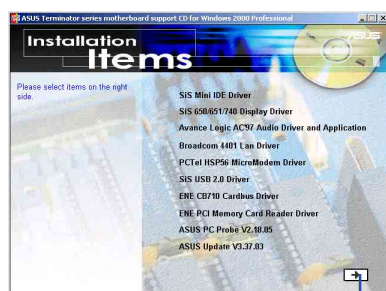 ASUS Terminator series motherboard support CD for Windows 2000 Professional
Installation
Items
ASUS
Please select items on the right
side.
SiS Mini IDE Driver
SiS 650/651/740 Display Driver
Avance Logic AC'97 Audio Driver and Application
Broadcom 4401 Lan Driver
PCTel HSP56 MicroModem Driver
SiS USB 2.0 Driver
ENE CB710 Cardbus Driver
ENE PCI Memory Card Reader Driver
ASUS PC Probe V2.18.05
ASUS Update V3.37.03